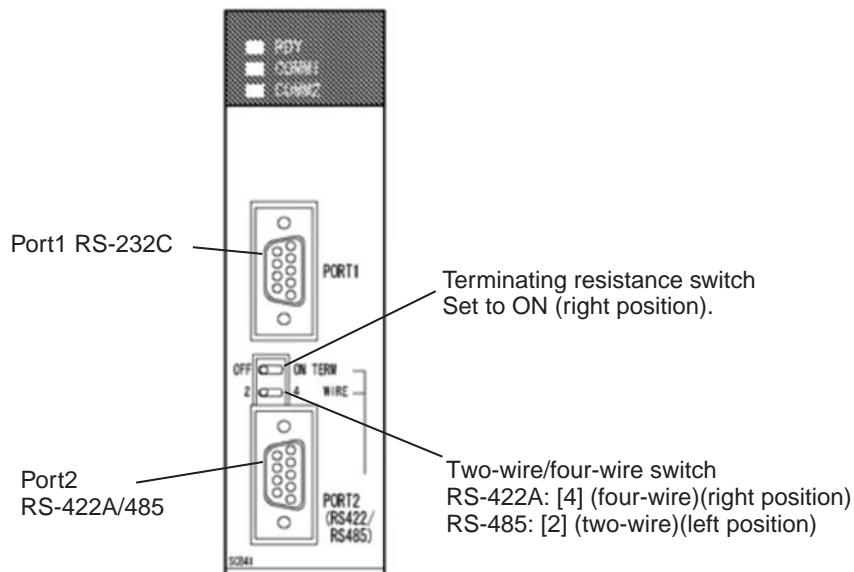 RDY
COMM1
COMM2
Port1 RS-232C
PORT1
Terminating resistance switch
Set to ON (right position).
OFF ON TERM
2 4 WIRE
Port2
RS-422A/485
PORT2
(RS422/
RS485)
Two-wire/four-wire switch
RS-422A: [4] (four-wire)(right position)
RS-485: [2] (two-wire)(left position)
SCB41